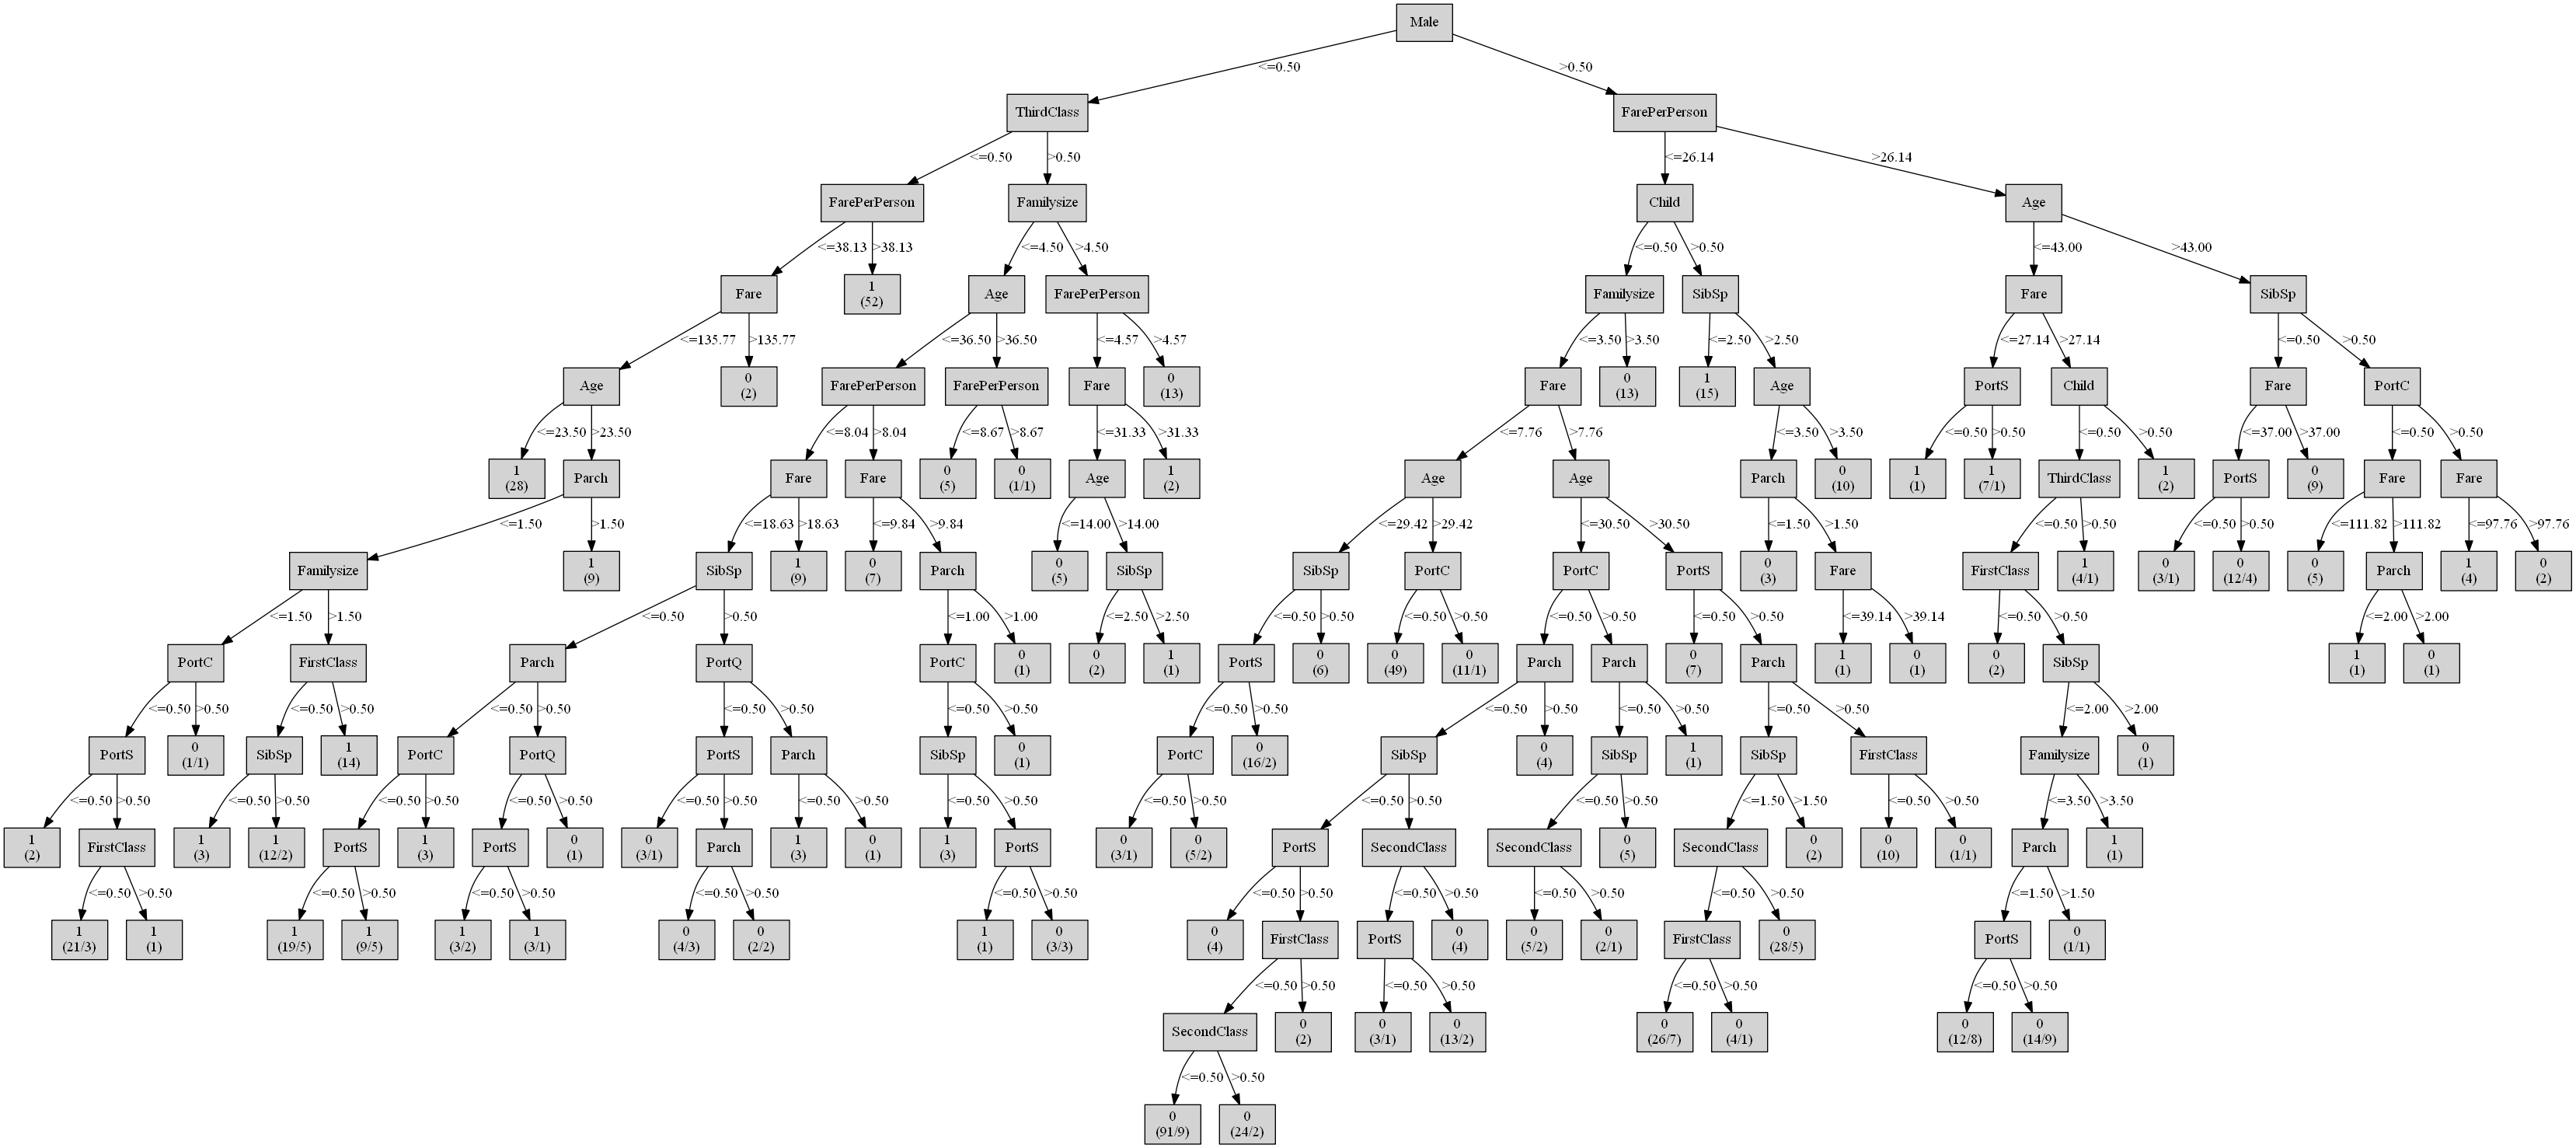 Male
<=0.50 >0.50
ThirdClass FarePerPerson
<=0.50 >0.50 <=26.14 >26.14
FarePerPerson Familysize Child Age
<=38.13 >38.13 <=4.50 >4.50 <=0.50 >0.50 <=43.00 >43.00
Fare 1 (52) Age FarePerPerson Familysize SibSp Fare SibSp
<=135.77 >135.77 <=36.50 >36.50 <=4.57 >4.57 <=3.50 >3.50 <=2.50 >2.50 <=27.14 >27.14 <=0.50 >0.50
Age 0 (2) FarePerPerson FarePerPerson Fare 0 (13) Fare 0 (13) 1 (15) Age PortS Child Fare PortC
<=23.50 >23.50 <=8.04 >8.04 <=8.67 >8.67 <=31.33 >31.33 <=7.76 >7.76 <=3.50 >3.50 <=0.50 >0.50 <=0.50 >0.50 <=37.00 >37.00 <=0.50 >0.50
1 (28) Parch Fare Fare 0 (5) 0 (1/1) Age 1 (2) Age Age Parch 0 (10) 1 (1) 1 (7/1) ThirdClass 1 (2) PortS 0 (9) Fare Fare
<=1.50 >1.50 <=18.63 >18.63 <=9.84 >9.84 <=14.00 >14.00 <=29.42 >29.42 <=30.50 >30.50 <=1.50 >1.50 <=0.50 >0.50 <=0.50 >0.50 <=111.82 >111.82 <=97.76 >97.76
Familysize 1 (9) SibSp 1 (9) 0 (7) Parch 0 (5) SibSp SibSp PortC PortC PortS 0 (3) Fare FirstClass 1 (4/1) 0 (3/1) 0 (12/4) 0 (5) Parch 1 (4) 0 (2)
<=1.50 >1.50 <=0.50 >0.50 <=1.00 >1.00 <=2.50 >2.50 <=0.50 >0.50 <=0.50 >0.50 <=0.50 >0.50 <=0.50 >0.50 <=39.14 >39.14 <=0.50 >0.50 <=2.00 >2.00
PortC FirstClass Parch PortQ PortC 0 (1) 0 (2) 1 (1) PortS 0 (6) 0 (49) 0 (11/1) Parch Parch 0 (7) Parch 1 (1) 0 (1) 0 (2) SibSp 1 (1) 0 (1)
<=0.50 >0.50 <=0.50 >0.50 <=0.50 >0.50 <=0.50 >0.50 <=0.50 >0.50 <=0.50 >0.50 <=0.50 >0.50 <=0.50 >0.50 <=0.50 >0.50 <=2.00 >2.00
PortS 0 (1/1) SibSp 1 (14) PortC PortQ PortS Parch SibSp 0 (1) PortC 0 (16/2) SibSp 0 (4) SibSp 1 (1) SibSp FirstClass Familysize 0 (1)
<=0.50 >0.50 <=0.50 >0.50 <=0.50 >0.50 <=0.50 >0.50 <=0.50 >0.50 <=0.50 >0.50 <=0.50 >0.50 <=0.50 >0.50 <=0.50 >0.50 <=0.50 >0.50 <=1.50 >1.50 <=0.50 >0.50 <=3.50 >3.50
1 (2) FirstClass 1 (3) 1 (12/2) PortS 1 (3) PortS 0 (1) 0 (3/1) Parch 1 (3) 0 (1) 1 (3) PortS 0 (3/1) 0 (5/2) PortS SecondClass SecondClass 0 (5) SecondClass 0 (2) 0 (10) 0 (1/1) Parch 1 (1)
<=0.50 >0.50 <=0.50 >0.50 <=0.50 >0.50 <=0.50 >0.50 <=0.50 >0.50 <=0.50 >0.50 <=0.50 >0.50 <=0.50 >0.50 <=0.50 >0.50 <=1.50 >1.50
1 (21/3) 1 (1) 1 (19/5) 1 (9/5) 1 (3/2) 1 (3/1) 0 (4/3) 0 (2/2) 1 (1) 0 (3/3) 0 (4) FirstClass PortS 0 (4) 0 (5/2) 0 (2/1) FirstClass 0 (28/5) PortS 0 (1/1)
<=0.50 >0.50 <=0.50 >0.50 <=0.50 >0.50 <=0.50 >0.50
SecondClass 0 (2) 0 (3/1) 0 (13/2) 0 (26/7) 0 (4/1) 0 (12/8) 0 (14/9)
<=0.50 >0.50
0 (91/9) 0 (24/2)